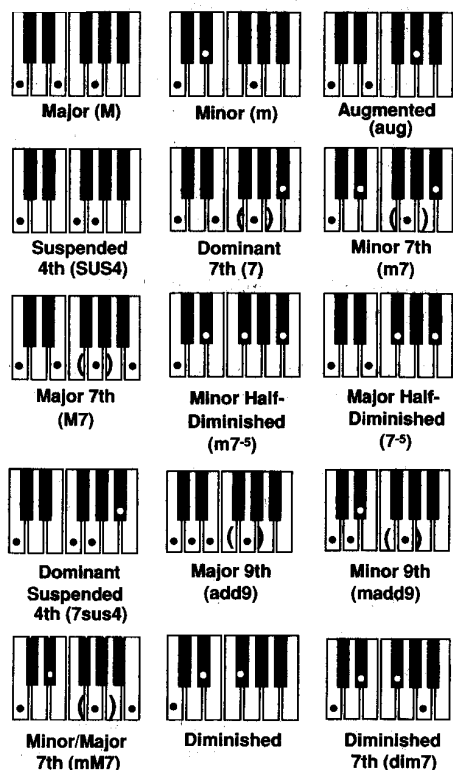 Major (M)
Minor (m)
Augmented
(aug)
Suspended
4th (SUS4)
Dominant
7th (7)
Minor 7th
(m7)
Major 7th
(M7)
Minor Half-
Diminished
(m7-5)
Major Half-
Diminished
(7-5)
Dominant
Suspended
4th (7sus4)
Major 9th
(add9)
Minor 9th
(madd9)
Minor/Major
7th (mM7)
Diminished
Diminished
7th (dim7)